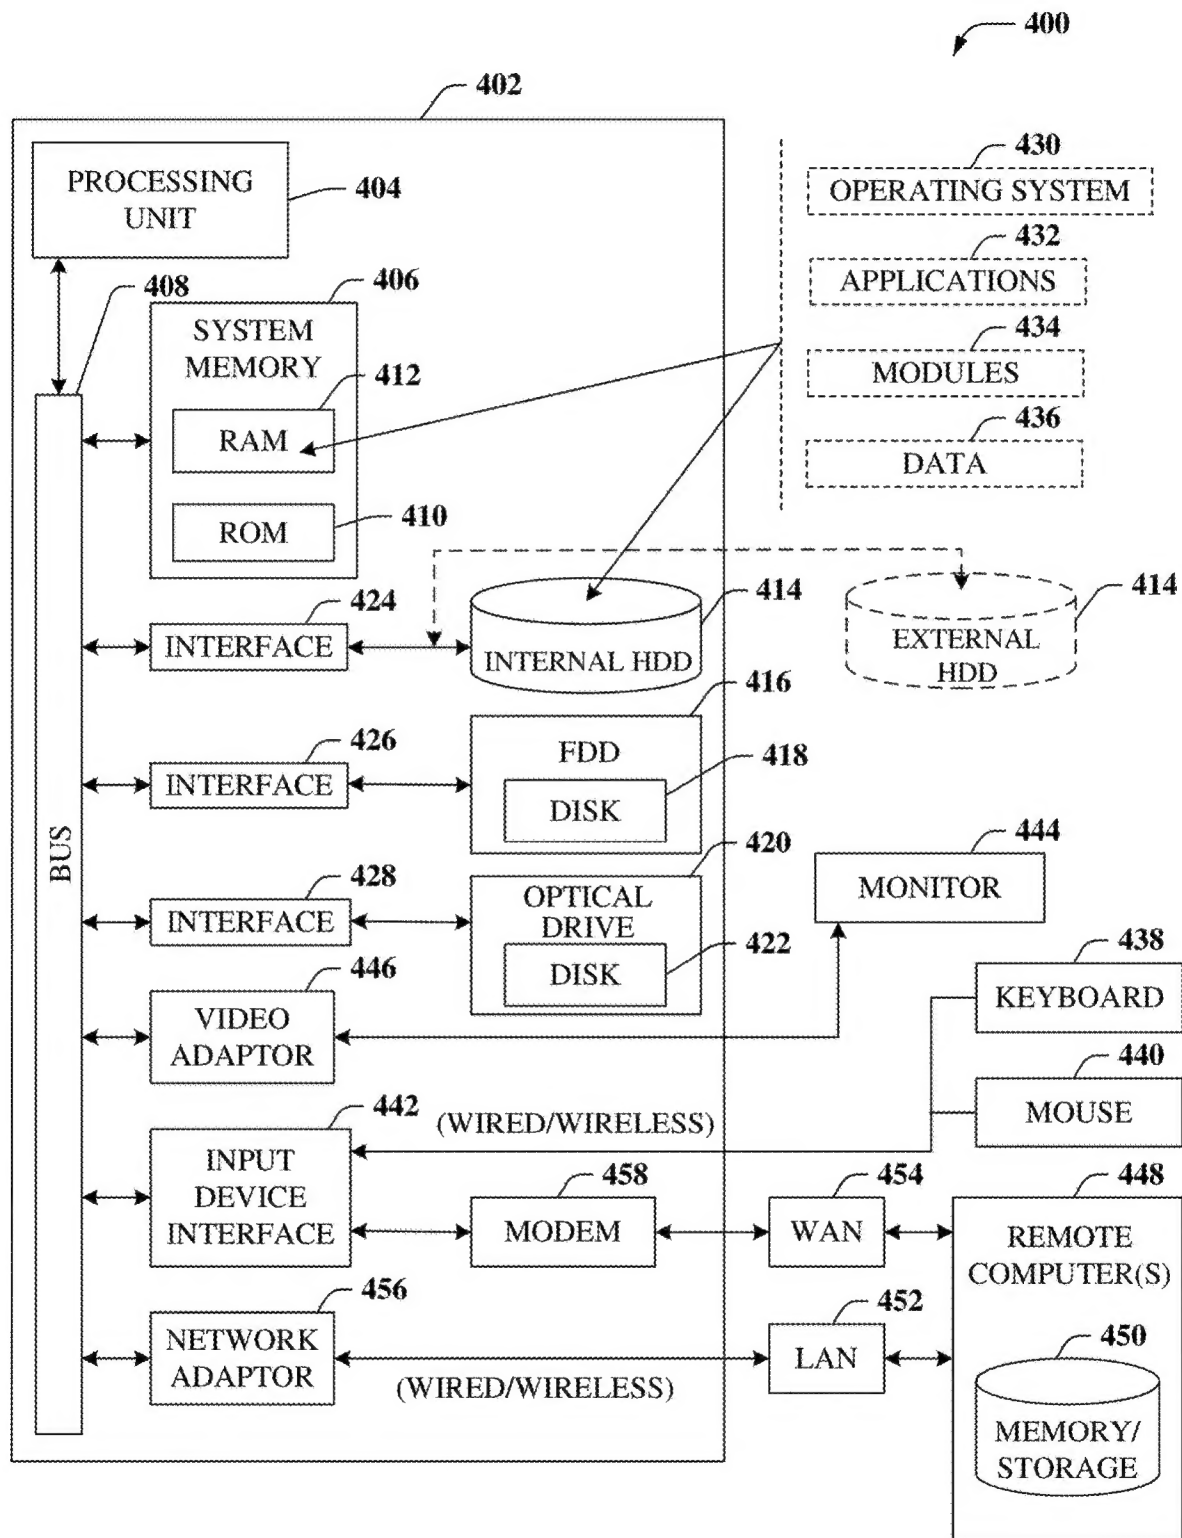 400
402
PROCESSING
UNIT
404
430
OPERATING SYSTEM
408
406
SYSTEM
MEMORY
432
APPLICATIONS
412
RAM
434
MODULES
436
DATA
ROM
410
424
INTERFACE
414
INTERNAL HDD
414
EXTERNAL
HDD
416
FDD
426
INTERFACE
418
DISK
BUS
420
OPTICAL
DRIVE
444
MONITOR
428
INTERFACE
422
DISK
446
VIDEO
ADAPTOR
438
KEYBOARD
440
MOUSE
442
(WIRED/WIRELESS)
INPUT
DEVICE
INTERFACE
458
MODEM
454
WAN
448
REMOTE
COMPUTER(S)
456
NETWORK
ADAPTOR
(WIRED/WIRELESS)
452
LAN
450
MEMORY/
STORAGE